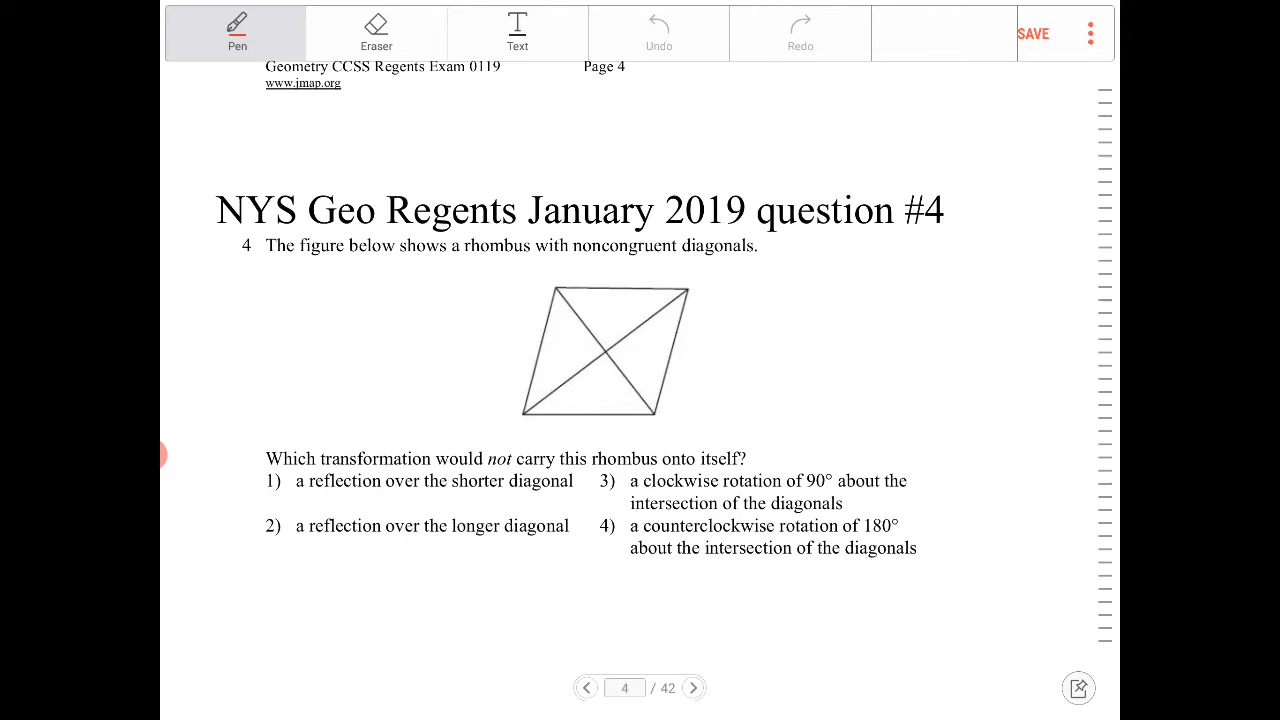 Pen Eraser Text Undo Redo SAVE
Geometry CCSS Regents Exam 0119 Page 4
www.jmap.org
NYS Geo Regents January 2019 question #4
4 The figure below shows a rhombus with noncongruent diagonals.
Which transformation would not carry this rhombus onto itself?
1) a reflection over the shorter diagonal
2) a reflection over the longer diagonal
3) a clockwise rotation of 90° about the
intersection of the diagonals
4) a counterclockwise rotation of 180°
about the intersection of the diagonals
4 / 42